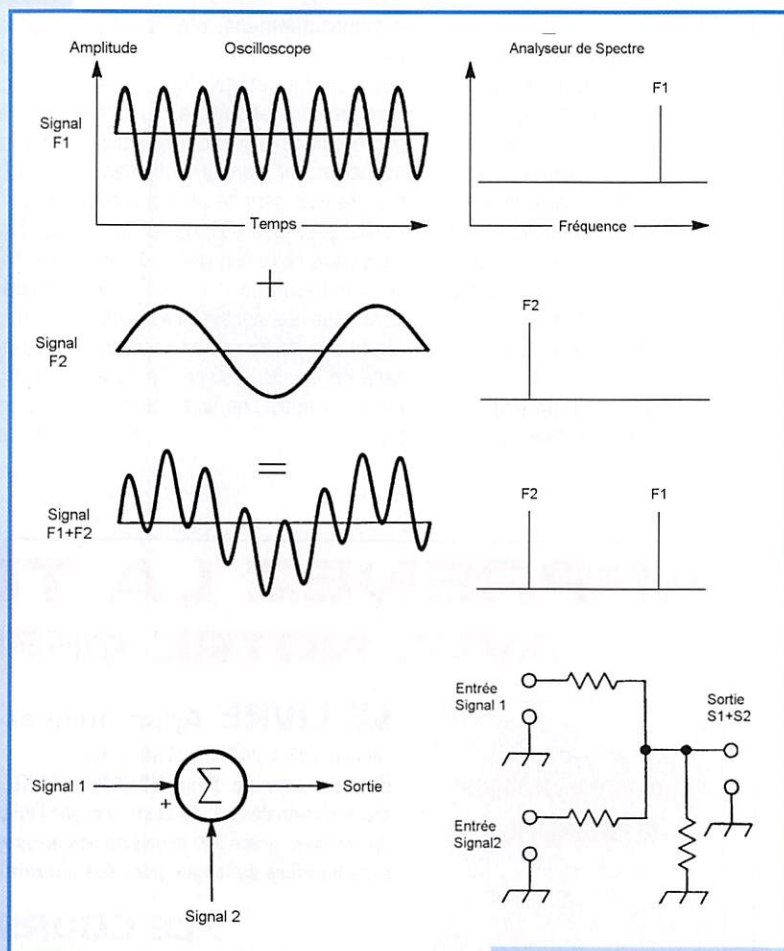 Amplitude
Oscilloscope
Analyseur de Spectre
Signal
F1
F1
Temps
Fréquence
+
Signal
F2
F2
=
Signal
F1+F2
F2
F1
Entrée
Signal 1
Sortie
S1+S2
Signal 1
+
Σ
Sortie
Entrée
Signal2
Signal 2